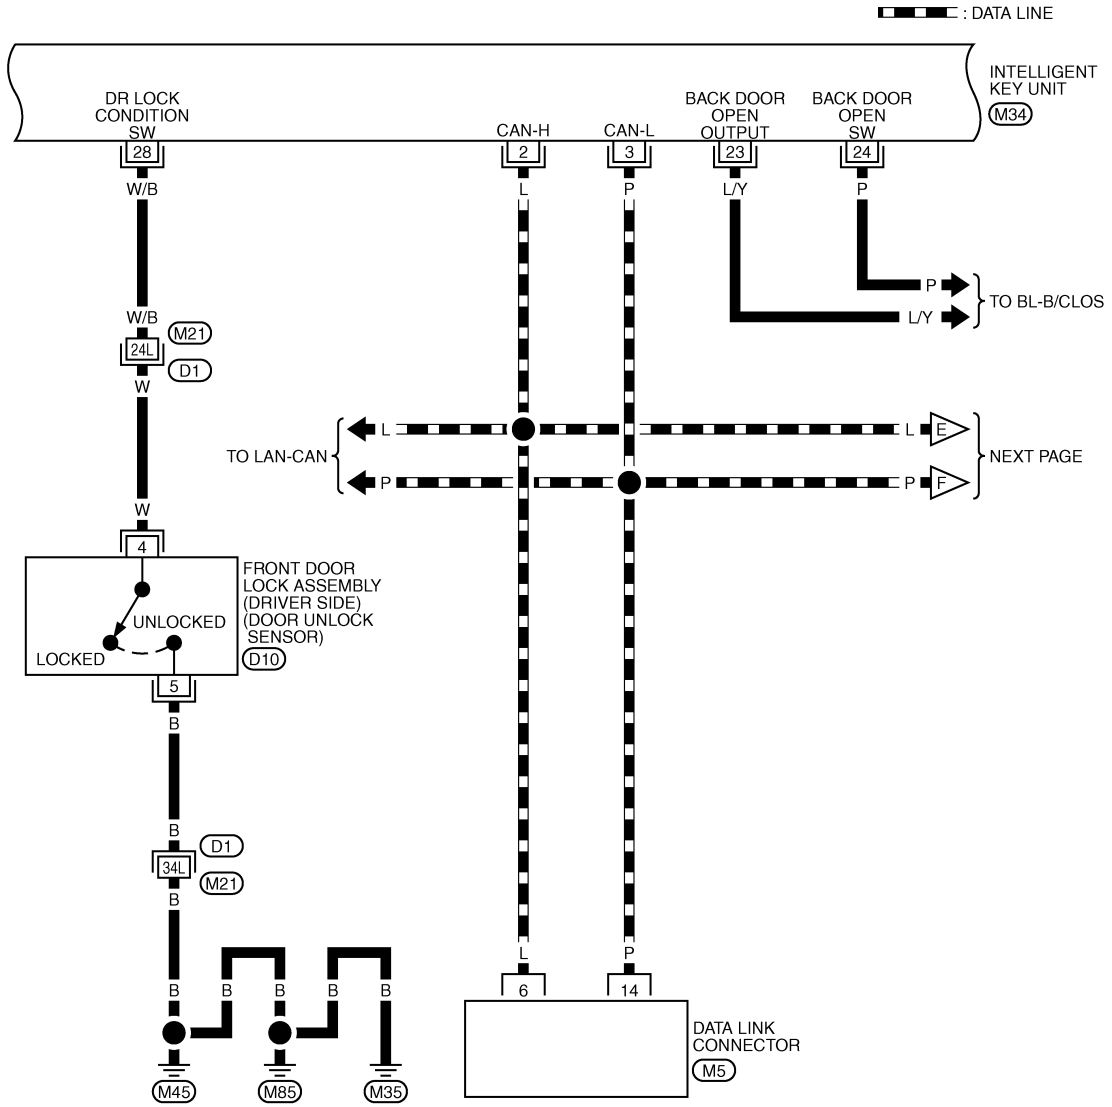 : DATA LINE
INTELLIGENT
KEY UNIT
M34
DR LOCK
CONDITION
SW
CAN-H
CAN-L
BACK DOOR
OPEN
OUTPUT
BACK DOOR
OPEN
SW
28
2
3
23
24
W/B
L
P
L/Y
P
P
L/Y
TO BL-B/CLOS
W/B
M21
24L
D1
W
TO LAN-CAN
L
L
E
P
P
F
NEXT PAGE
W
4
FRONT DOOR
LOCK ASSEMBLY
(DRIVER SIDE)
(DOOR UNLOCK
SENSOR)
D10
UNLOCKED
LOCKED
5
B
B
D1
34L
M21
B
L
P
B
B
B
B
B
6
14
DATA LINK
CONNECTOR
M5
M45
M85
M35